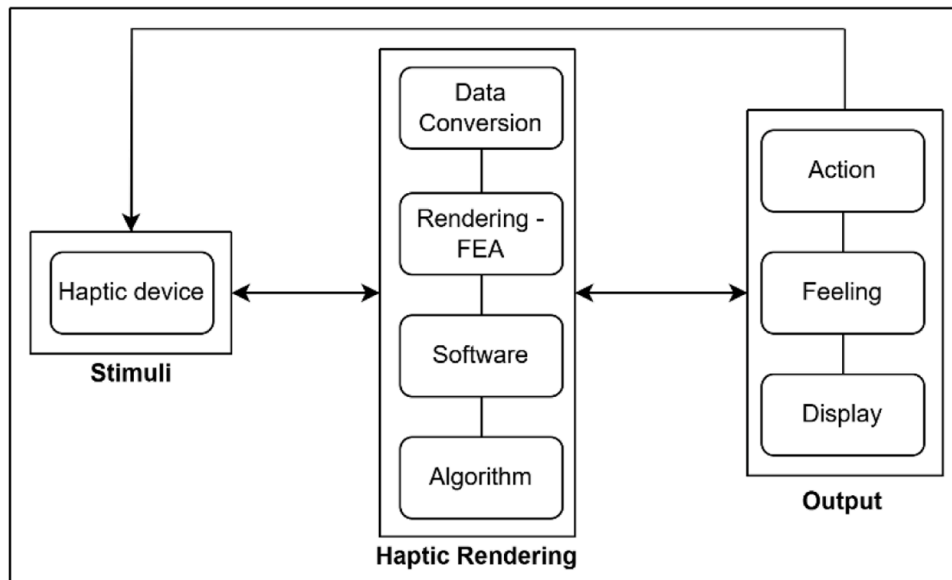 Haptic device
Stimuli
Data
Conversion
Rendering -
FEA
Software
Algorithm
Haptic Rendering
Action
Feeling
Display
Output